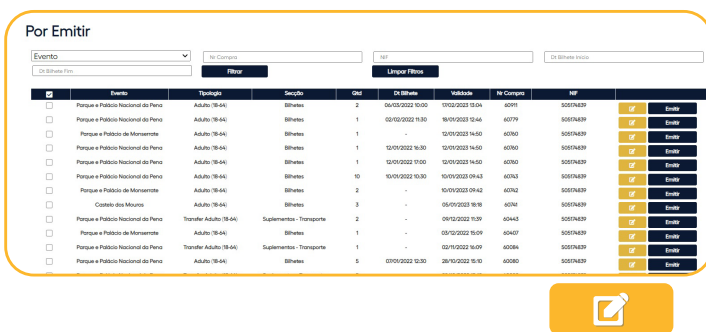 Por Emitir
Evento Nr Compra NIF Dt Bilhete Início
Dt Bilhete Fim Filtrar Limpar Filtros
Evento Tipologia Secção Qtd Dt Bilhete Validade Nr Compra NIF
Parque e Palácio Nacional da Pena Adulto (18-64) Bilhetes 2 06/03/2022 10:00 17/02/2023 13:04 60911 505174839 Emitir
Parque e Palácio Nacional da Pena Adulto (18-64) Bilhetes 1 02/02/2022 11:30 18/01/2023 12:46 60779 505174839 Emitir
Parque e Palácio de Monserrate Adulto (18-64) Bilhetes 1 - 12/01/2023 14:50 60760 505174839 Emitir
Parque e Palácio Nacional da Pena Adulto (18-64) Bilhetes 1 12/01/2022 16:30 12/01/2023 14:50 60760 505174839 Emitir
Parque e Palácio Nacional da Pena Adulto (18-64) Bilhetes 1 12/01/2022 17:00 12/01/2023 14:50 60760 505174839 Emitir
Parque e Palácio Nacional da Pena Adulto (18-64) Bilhetes 10 10/01/2022 10:30 10/01/2023 09:43 60743 505174839 Emitir
Parque e Palácio de Monserrate Adulto (18-64) Bilhetes 2 - 10/01/2023 09:42 60742 505174839 Emitir
Castelo dos Mouros Adulto (18-64) Bilhetes 3 - 05/01/2023 18:18 60741 505174839 Emitir
Parque e Palácio Nacional da Pena Transfer Adulto (18-64) Suplementos - Transporte 2 - 09/12/2022 11:39 60443 505174839 Emitir
Parque e Palácio de Monserrate Adulto (18-64) Bilhetes 1 - 03/12/2022 15:09 60407 505174839 Emitir
Parque e Palácio Nacional da Pena Transfer Adulto (18-64) Suplementos - Transporte 1 - 02/11/2022 16:09 60084 505174839 Emitir
Parque e Palácio Nacional da Pena Adulto (18-64) Bilhetes 5 07/01/2022 12:30 28/10/2022 15:10 60080 505174839 Emitir
Emitir